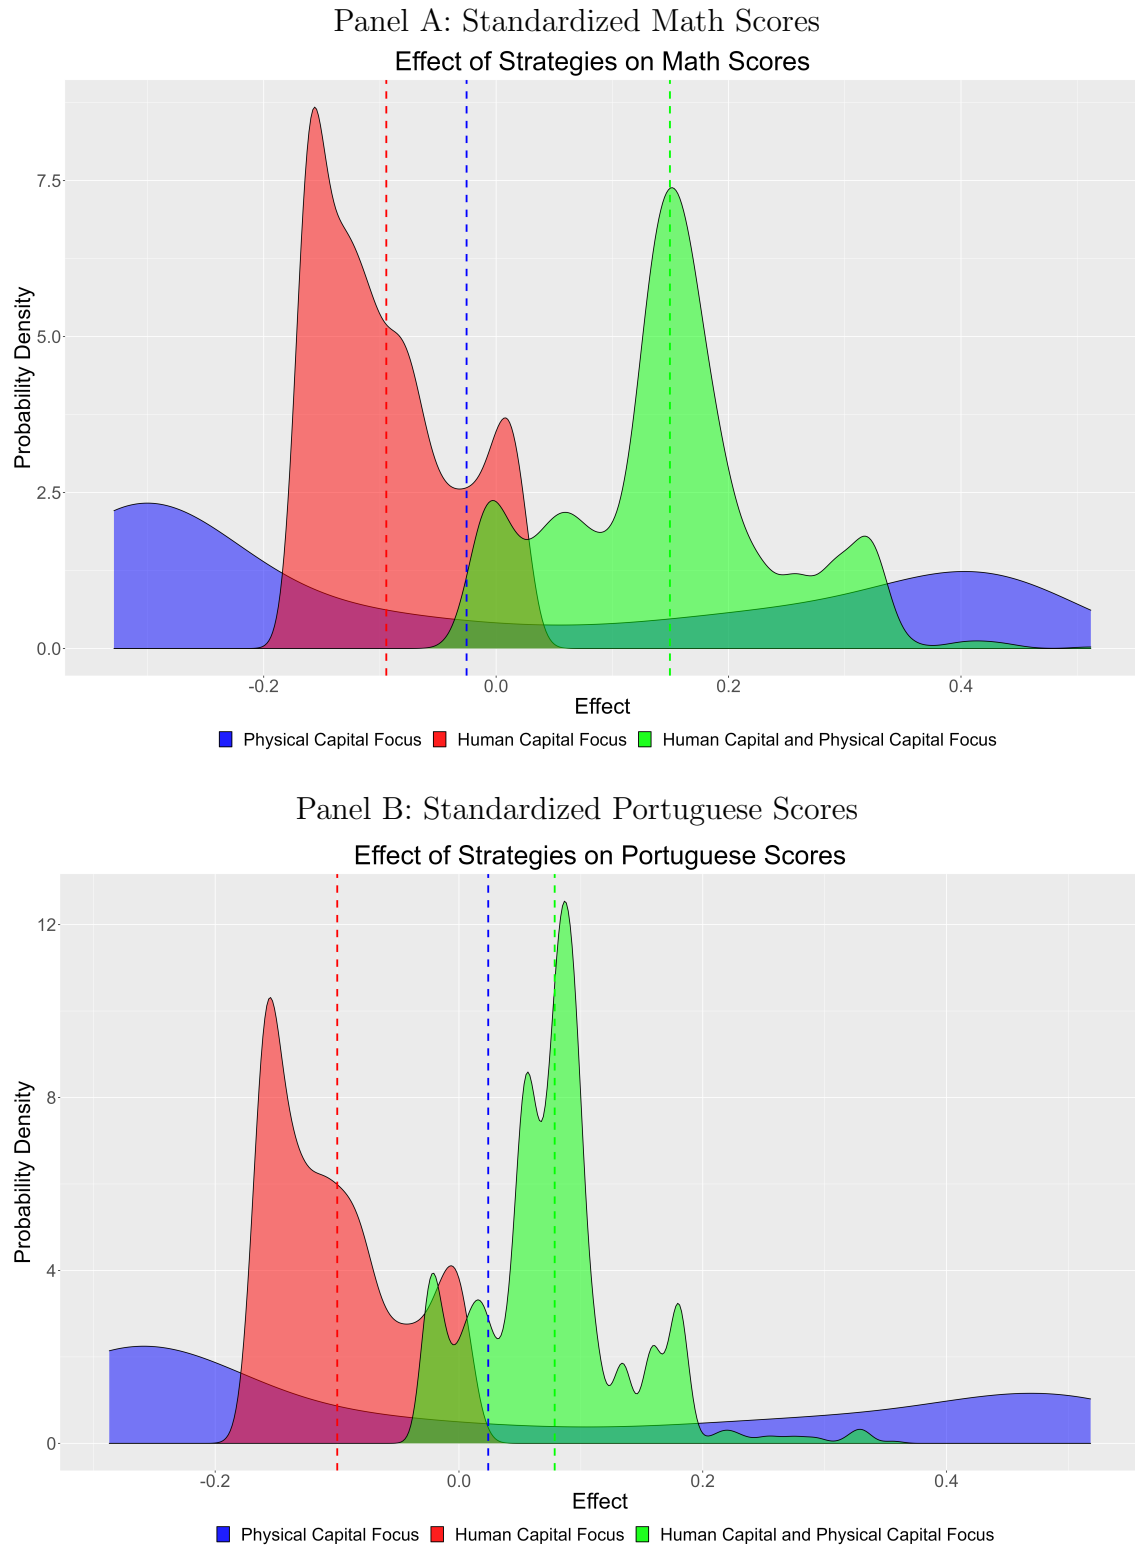 Panel A: Standardized Math Scores
Effect of Strategies on Math Scores
Probability Density
7.5
5.0
2.5
0.0
-0.2 0.0 0.2 0.4
Effect
Physical Capital Focus Human Capital Focus Human Capital and Physical Capital Focus
Panel B: Standardized Portuguese Scores
Effect of Strategies on Portuguese Scores
Probability Density
12
8
4
0
-0.2 0.0 0.2 0.4
Effect
Physical Capital Focus Human Capital Focus Human Capital and Physical Capital Focus